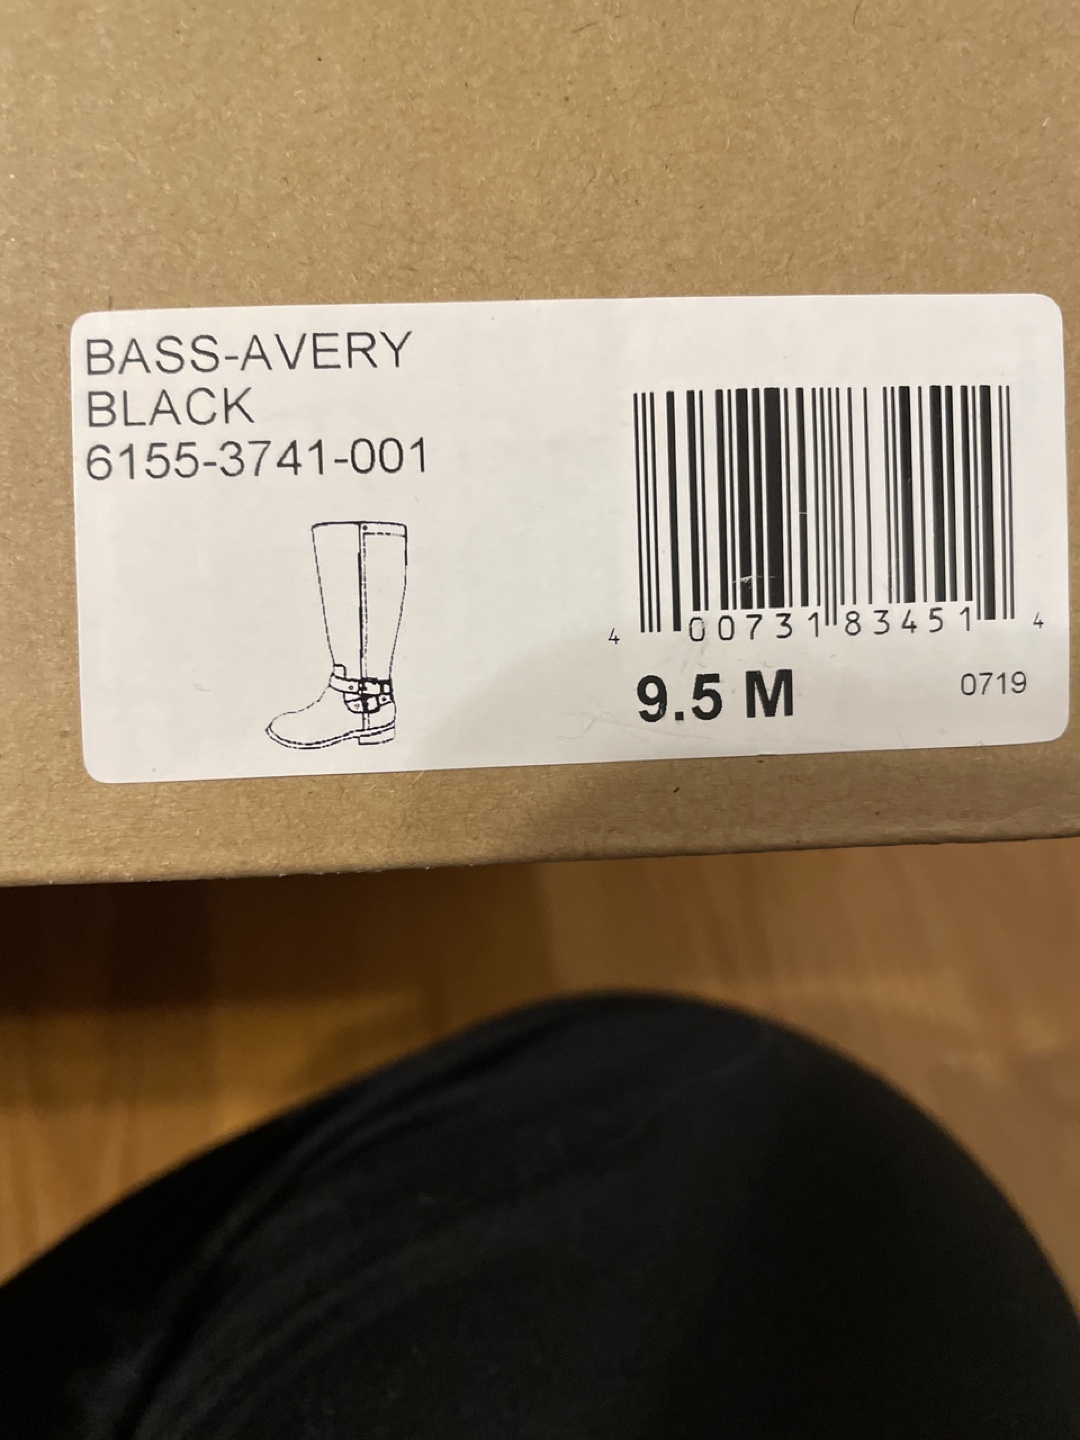 BASS-AVERY
BLACK
6155-3741-001
4 00731 83451 4
9.5 M
0719